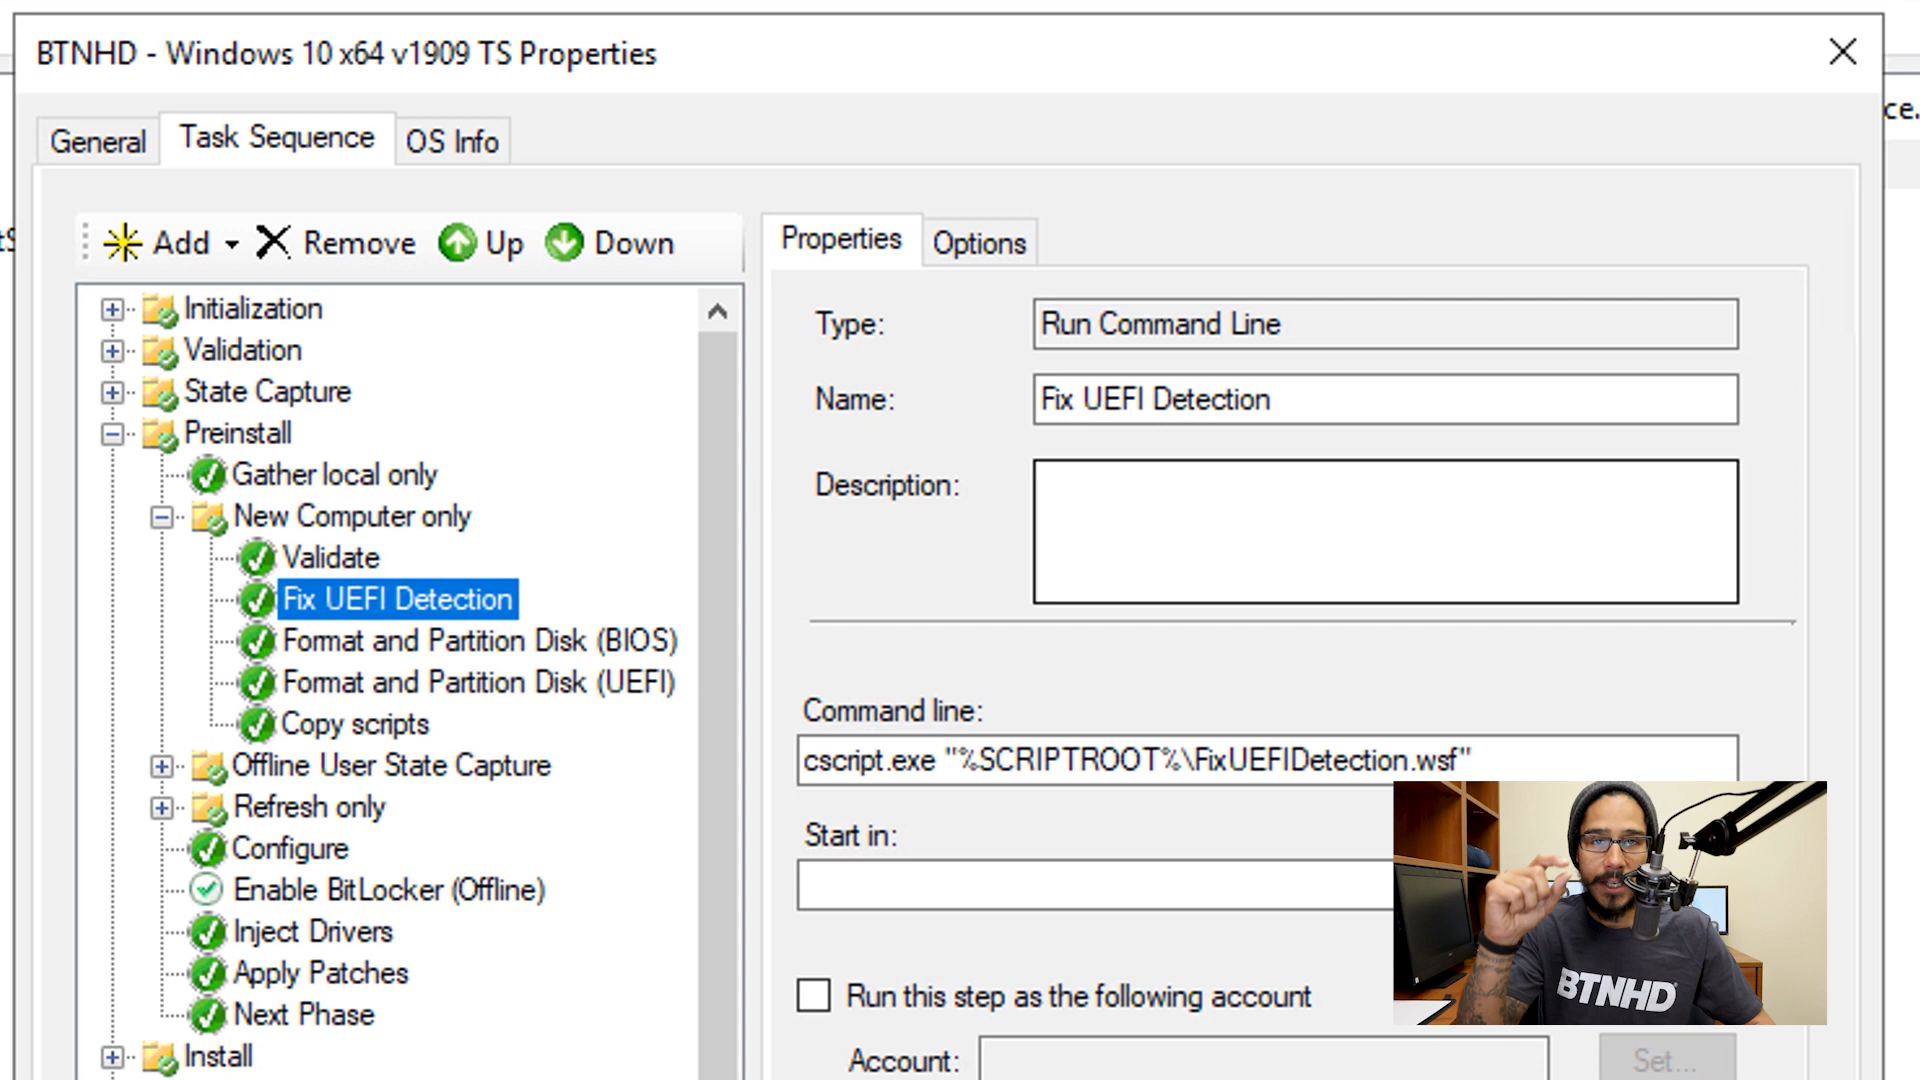 BTNHD - Windows 10 x64 v1909 TS Properties
ce.
General
Task Sequence
OS Info
tS
Add
Remove
Up
Down
Properties
Options
Initialization
Validation
State Capture
Preinstall
Gather local only
New Computer only
Validate
Fix UEFI Detection
Format and Partition Disk (BIOS)
Format and Partition Disk (UEFI)
Copy scripts
Offline User State Capture
Refresh only
Configure
Enable BitLocker (Offline)
Inject Drivers
Apply Patches
Next Phase
Install
Type:
Run Command Line
Name:
Fix UEFI Detection
Description:
Command line:
cscript.exe "%SCRIPTROOT%\FixUEFIDetection.wsf"
Start in:
Run this step as the following account
Account:
Set...
BTNHD